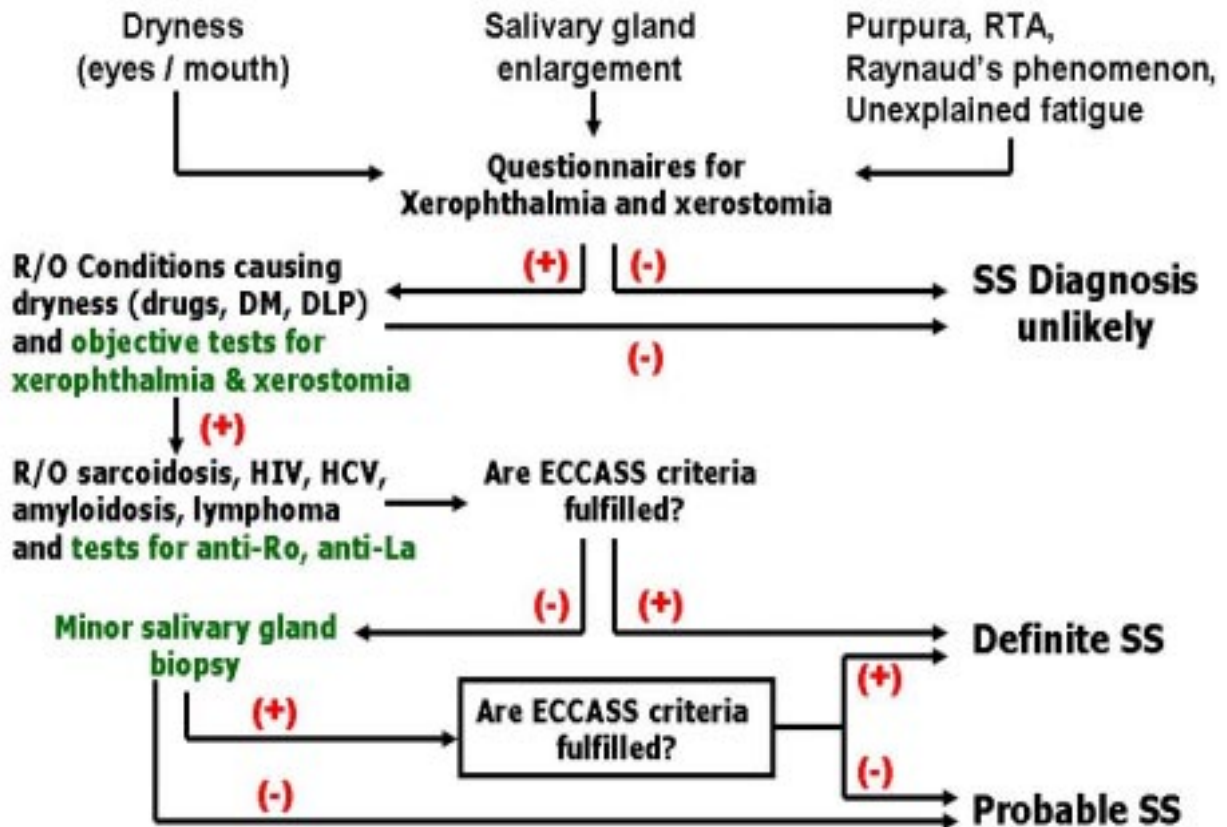 Dryness
(eyes / mouth)
Salivary gland
enlargement
Purpura, RTA,
Raynaud's phenomenon,
Unexplained fatigue
Questionnaires for
Xerophthalmia and xerostomia
(+)
(-)
R/O Conditions causing
dryness (drugs, DM, DLP)
and objective tests for
xerophthalmia & xerostomia
SS Diagnosis
unlikely
(-)
(+)
R/O sarcoidosis, HIV, HCV,
amyloidosis, lymphoma
and tests for anti-Ro, anti-La
Are ECCASS criteria
fulfilled?
(-)
(+)
Minor salivary gland
biopsy
Definite SS
(+)
(+)
Are ECCASS criteria
fulfilled?
(-)
(-)
Probable SS